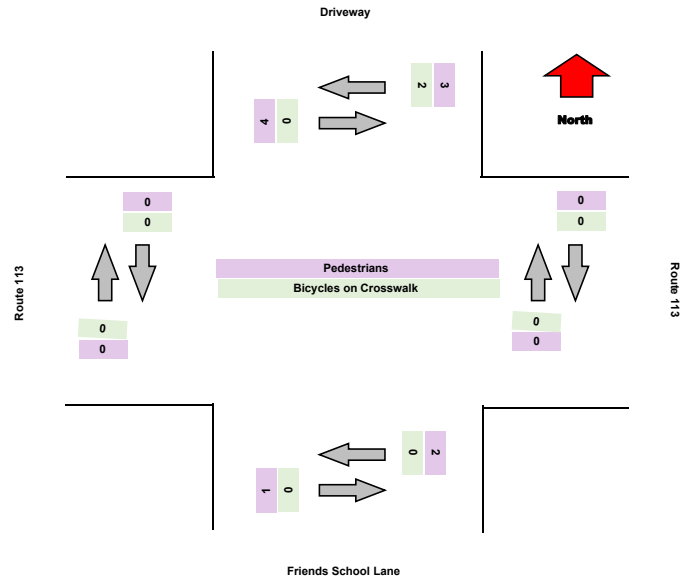 Driveway
2 3
4 0
North
0
0
0
0
Route 113
Pedestrians
Bicycles on Crosswalk
Route 113
0
0
0
0
0 2
1 0
Friends School Lane